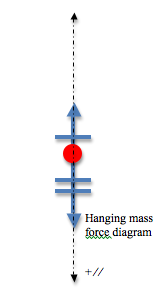 Hanging mass
force diagram
+//